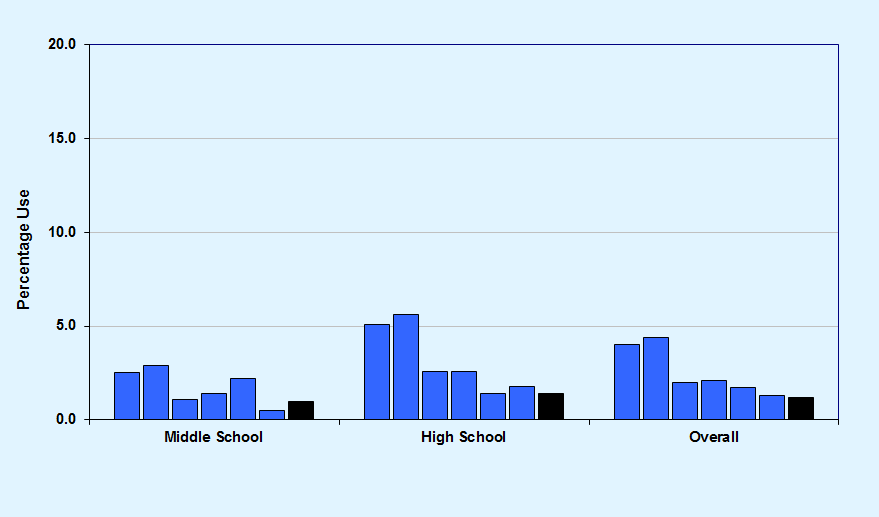 20.0
15.0
10.0
5.0
0.0
Percentage Use
Middle School
High School
Overall